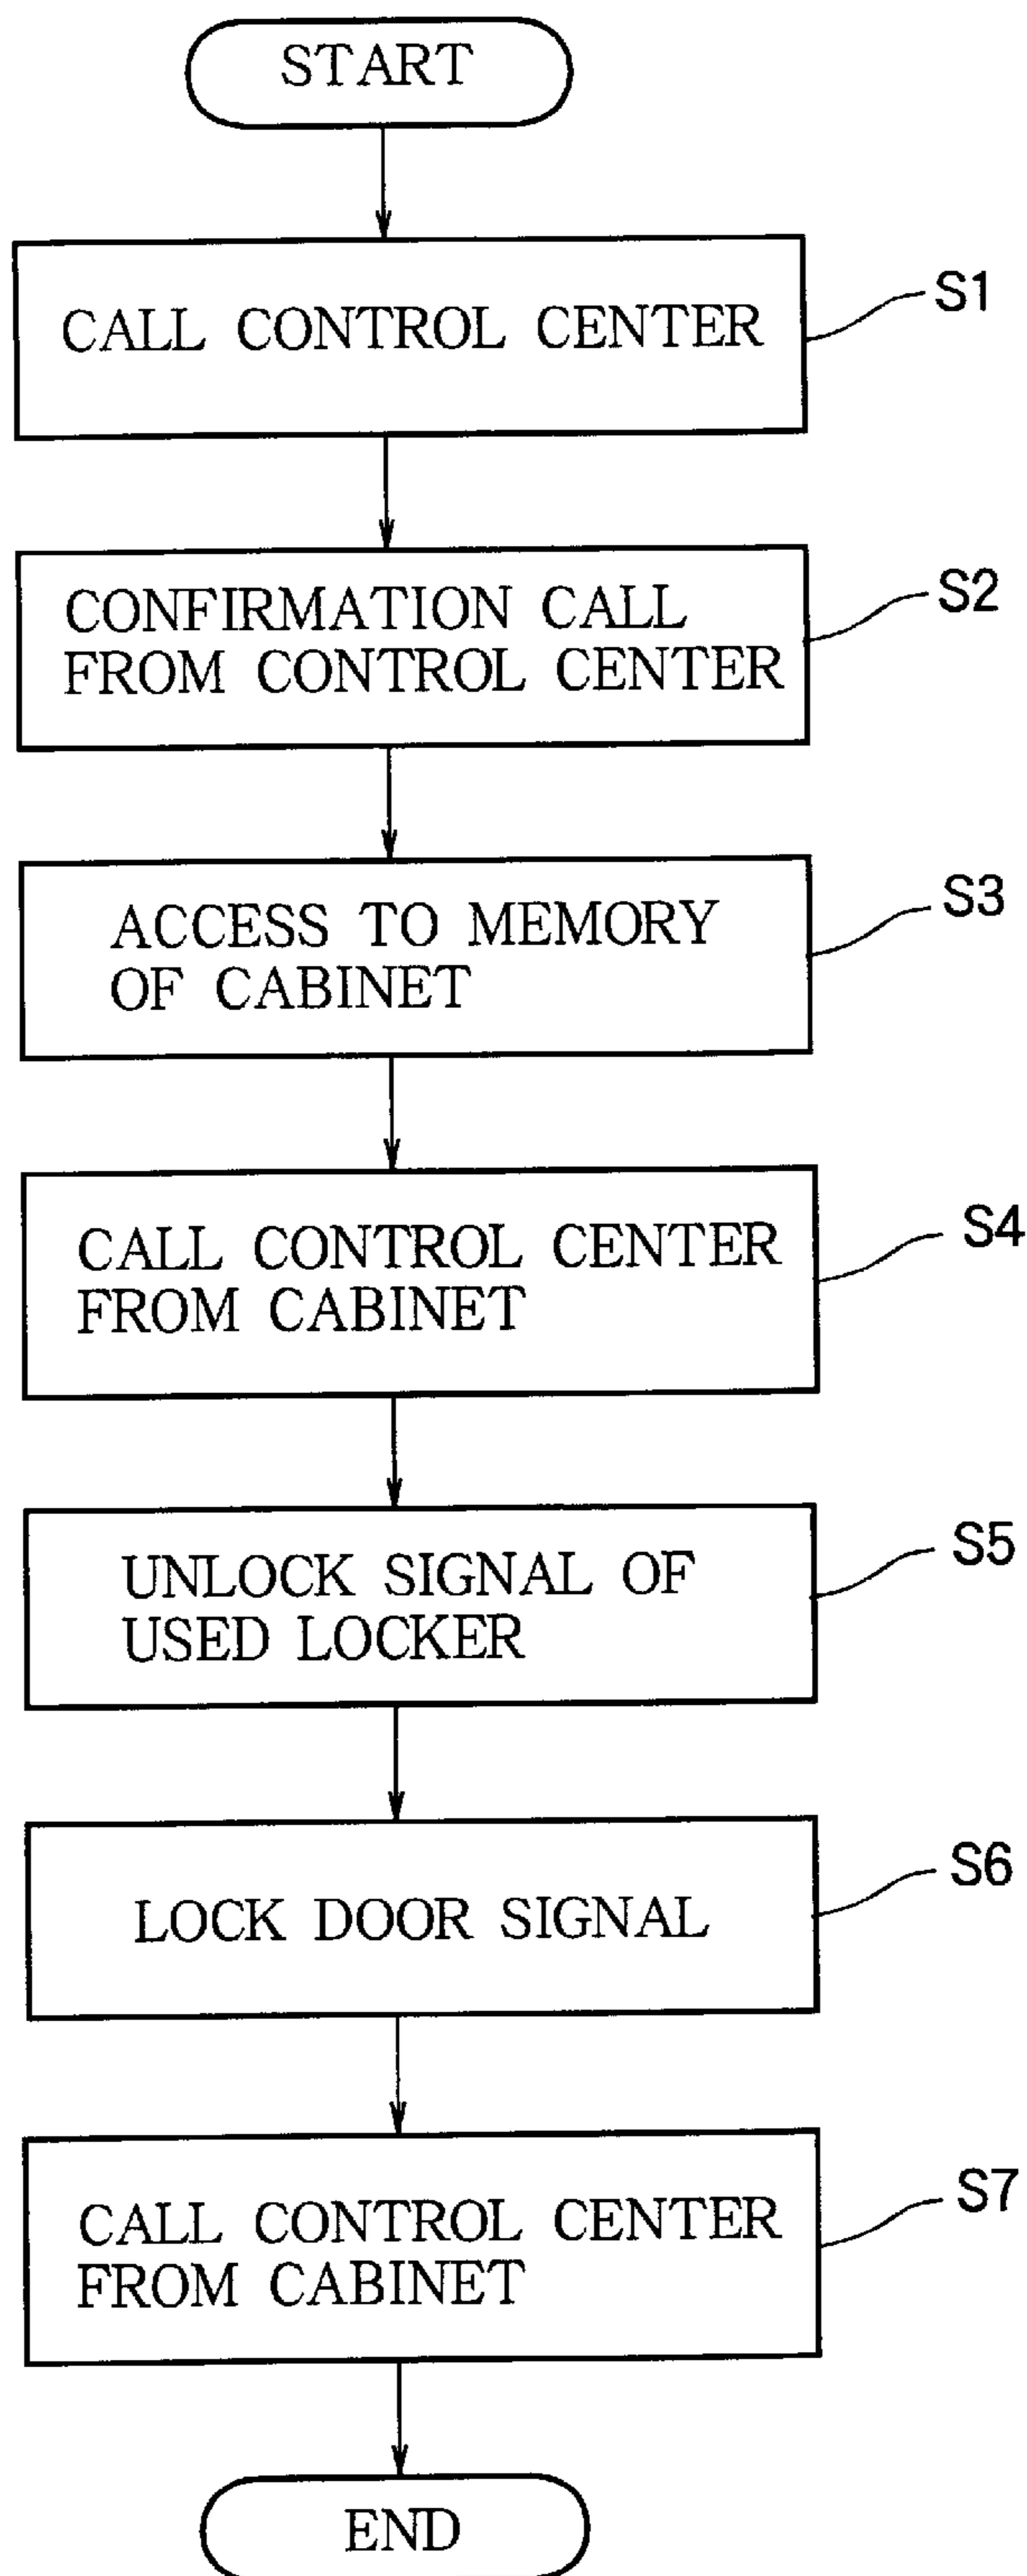 START
CALL CONTROL CENTER
S1
CONFIRMATION CALL
FROM CONTROL CENTER
S2
ACCESS TO MEMORY
OF CABINET
S3
CALL CONTROL CENTER
FROM CABINET
S4
UNLOCK SIGNAL OF
USED LOCKER
S5
LOCK DOOR SIGNAL
S6
CALL CONTROL CENTER
FROM CABINET
S7
END